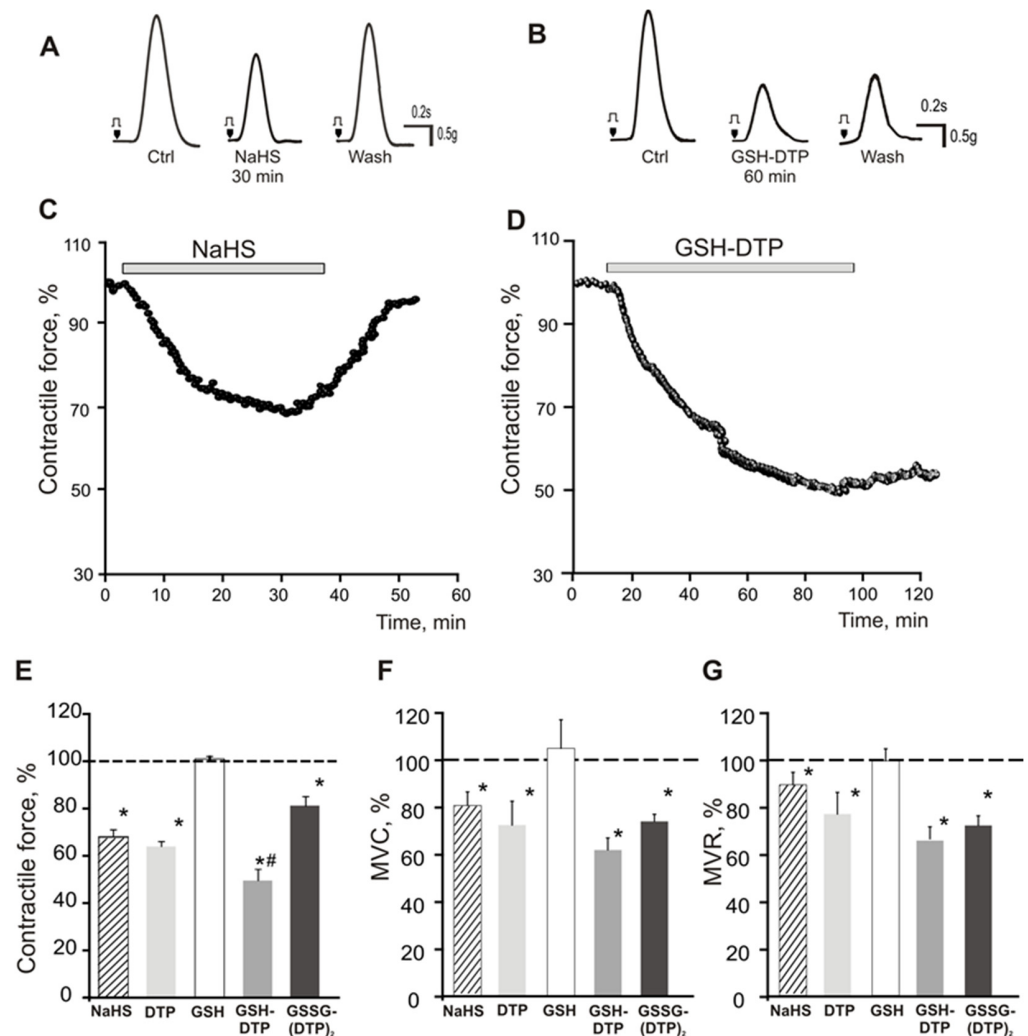 A
B
0.2s
0.5g
Ctrl
NaHS
30 min
Wash
0.2s
0.5g
Ctrl
GSH-DTP
60 min
Wash
C
NaHS
Contractile force, %
110
90
70
50
30
0 10 20 30 40 50 60
Time, min
D
GSH-DTP
Contractile force, %
110
90
70
50
30
0 20 40 60 80 100 120
Time, min
E
Contractile force, %
120
100
80
60
40
20
0
* * *# *
NaHS DTP GSH GSH-DTP GSSG-(DTP)₂
F
MVC, %
120
100
80
60
40
20
0
* * * *
NaHS DTP GSH GSH-DTP GSSG-(DTP)₂
G
MVR, %
120
100
80
60
40
20
0
* * * *
NaHS DTP GSH GSH-DTP GSSG-(DTP)₂